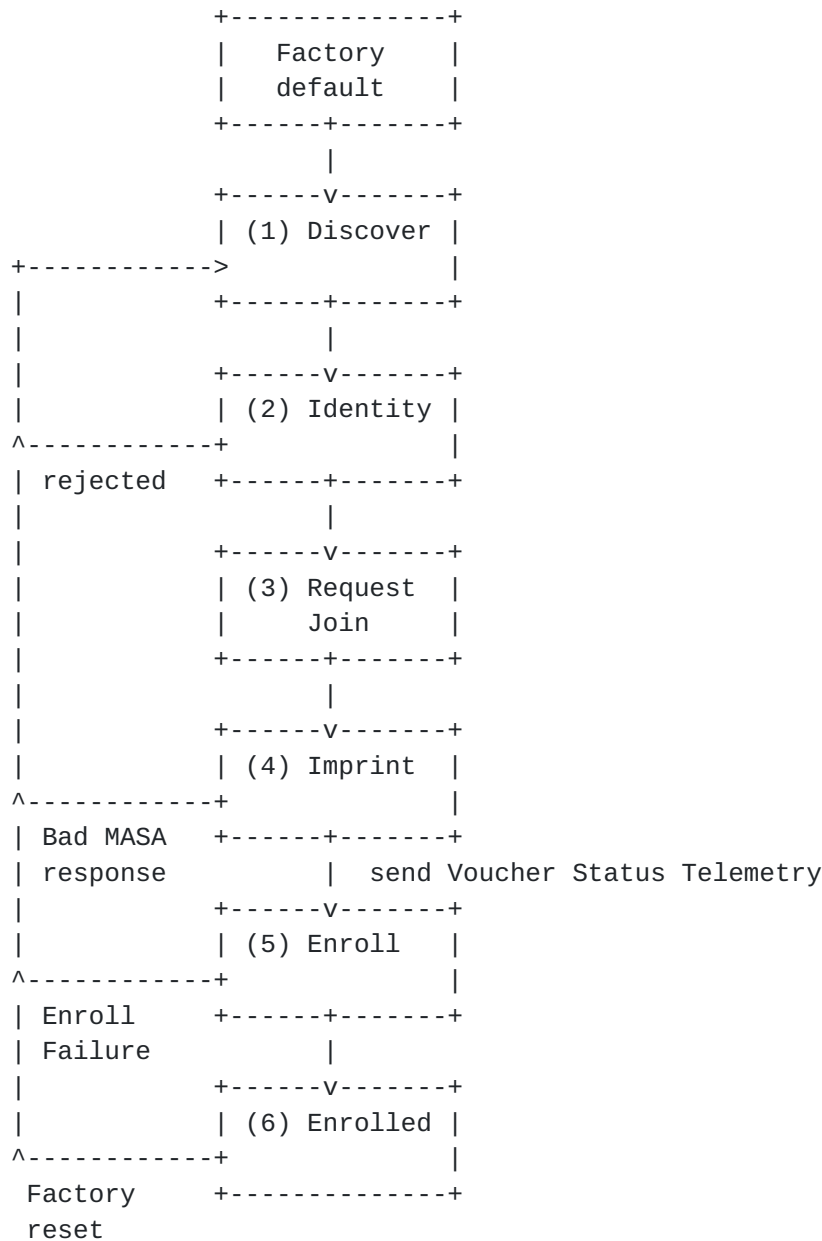 Factory
default
(1) Discover
(2) Identity
rejected
(3) Request
Join
(4) Imprint
Bad MASA
response
send Voucher Status Telemetry
(5) Enroll
Enroll
Failure
(6) Enrolled
Factory
reset